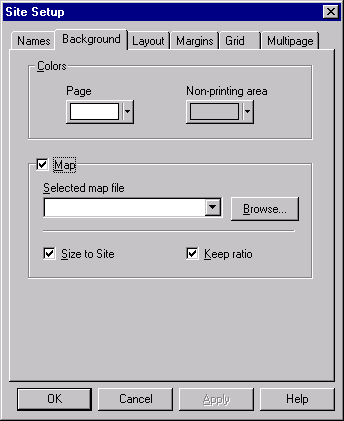 Site Setup
Names Background Layout Margins Grid Multipage
Colors
Page Non-printing area
Map
Selected map file
Browse...
Size to Site Keep ratio
OK Cancel Apply Help